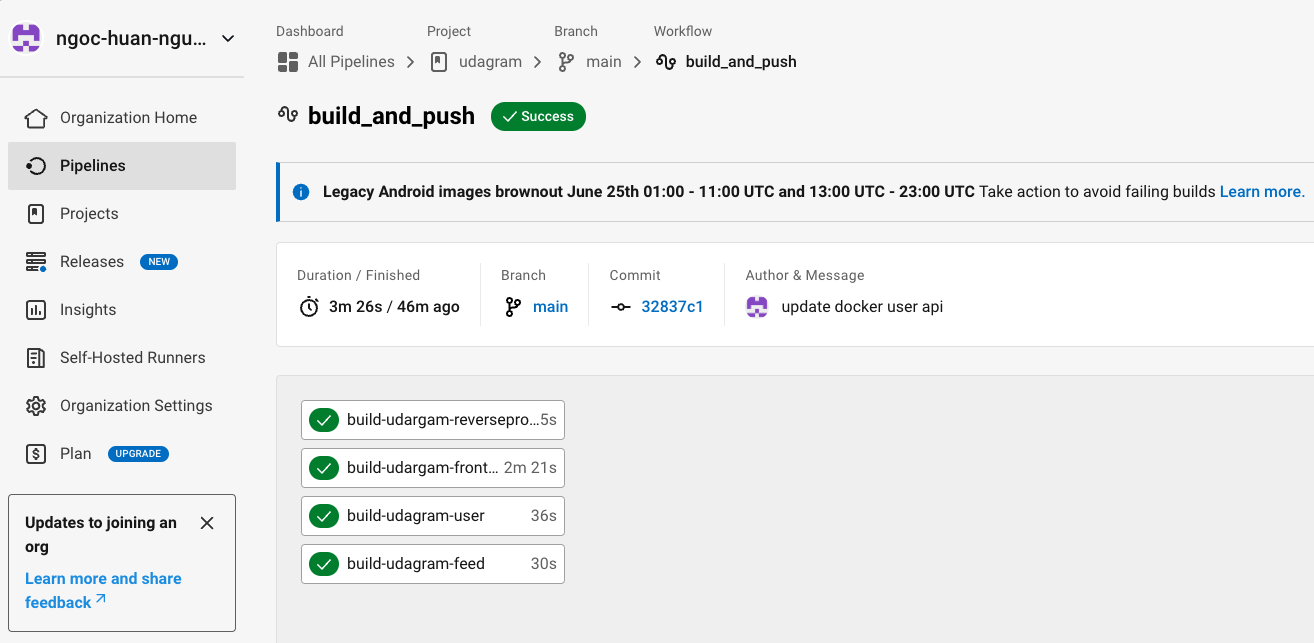 ngoc-huan-ngu...
Organization Home
Pipelines
Projects
Releases NEW
Insights
Self-Hosted Runners
Organization Settings
Plan UPGRADE
Updates to joining an
org
Learn more and share
feedback
Dashboard Project Branch Workflow
All Pipelines udagram main build_and_push
build_and_push Success
Legacy Android images brownout June 25th 01:00 - 11:00 UTC and 13:00 UTC - 23:00 UTC Take action to avoid failing builds Learn more.
Duration / Finished Branch Commit Author & Message
3m 26s / 46m ago main 32837c1 update docker user api
build-udargam-reversepro...5s
build-udargam-front... 2m 21s
build-udagram-user 36s
build-udagram-feed 30s